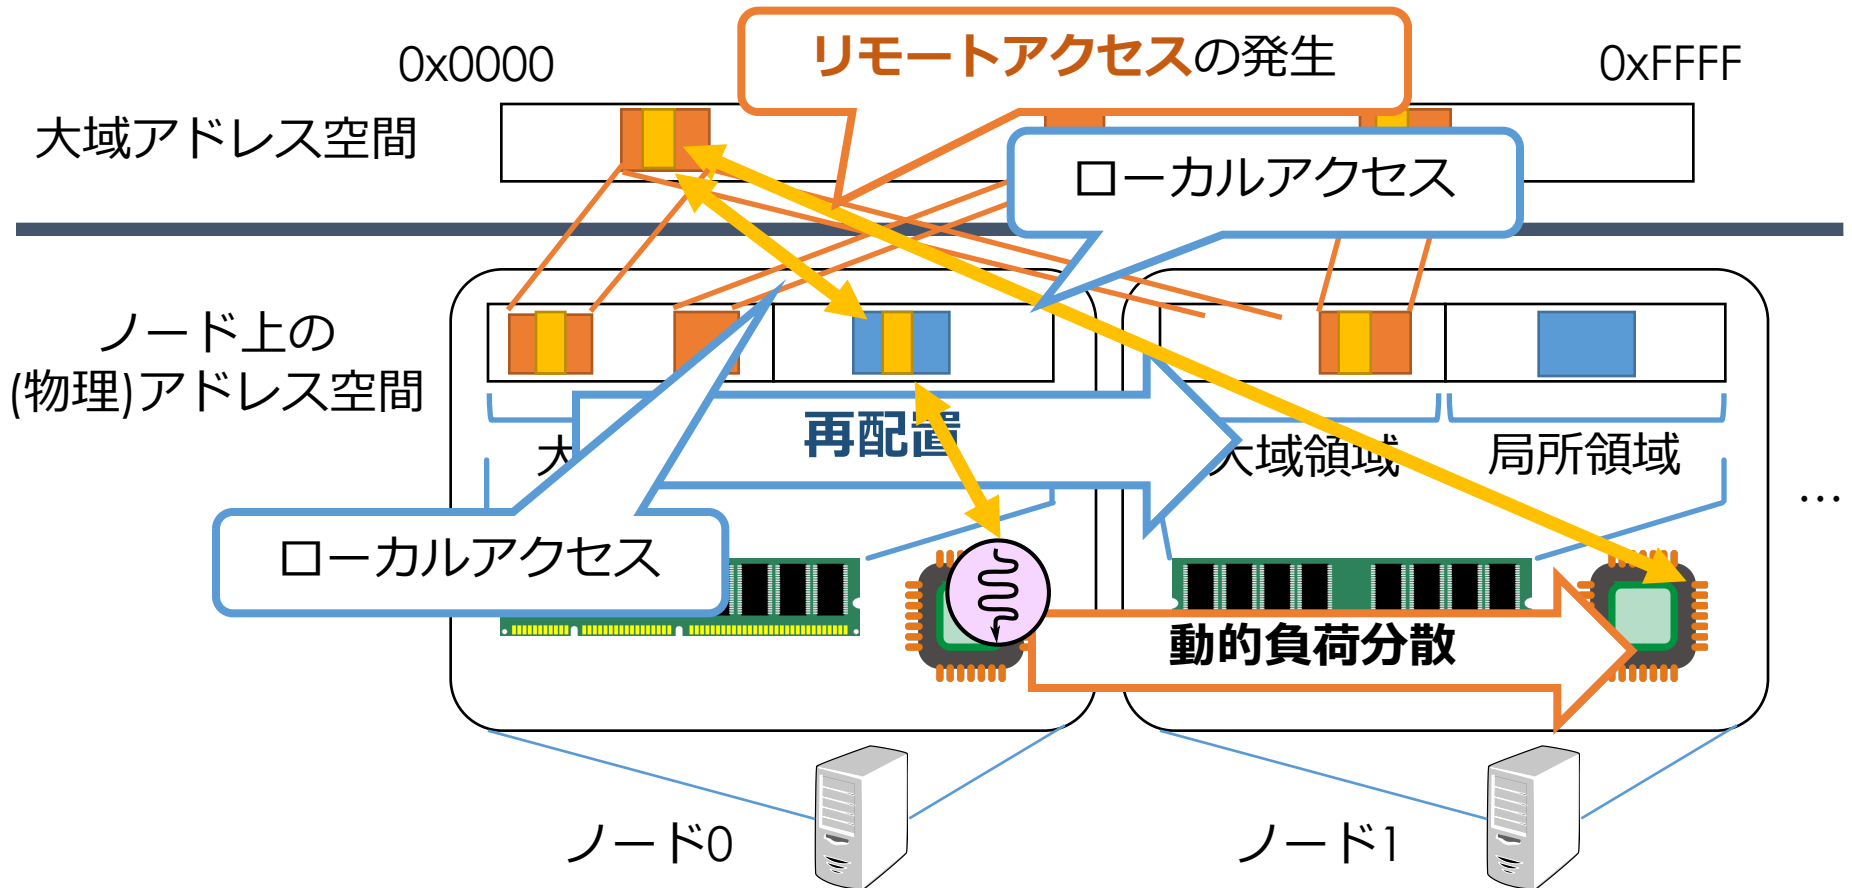 リモートアクセスの発生
0x0000
0xFFFF
大域アドレス空間
ローカルアクセス
ノード上の
(物理)アドレス空間
再配置
大
大域領域
局所領域
…
ローカルアクセス
動的負荷分散
ノード0
ノード1